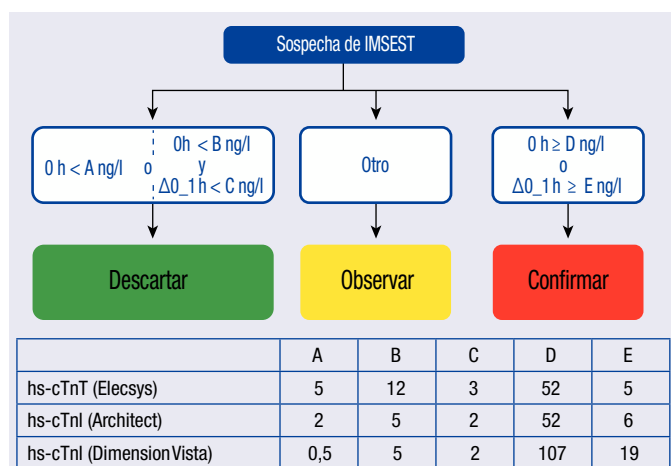 Sospecha de IMSEST
0 h < A ng/l o 0h < B ng/l y Δ0_1 h < C ng/l
Otro
0 h ≥ D ng/l
o
Δ0_1h ≥ E ng/l
Descartar
Observar
Confirmar
A B C D E
hs-cTnT (Elecsys) 5 12 3 52 5
hs-cTnI (Architect) 2 5 2 52 6
hs-cTnI (Dimension Vista) 0,5 5 2 107 19